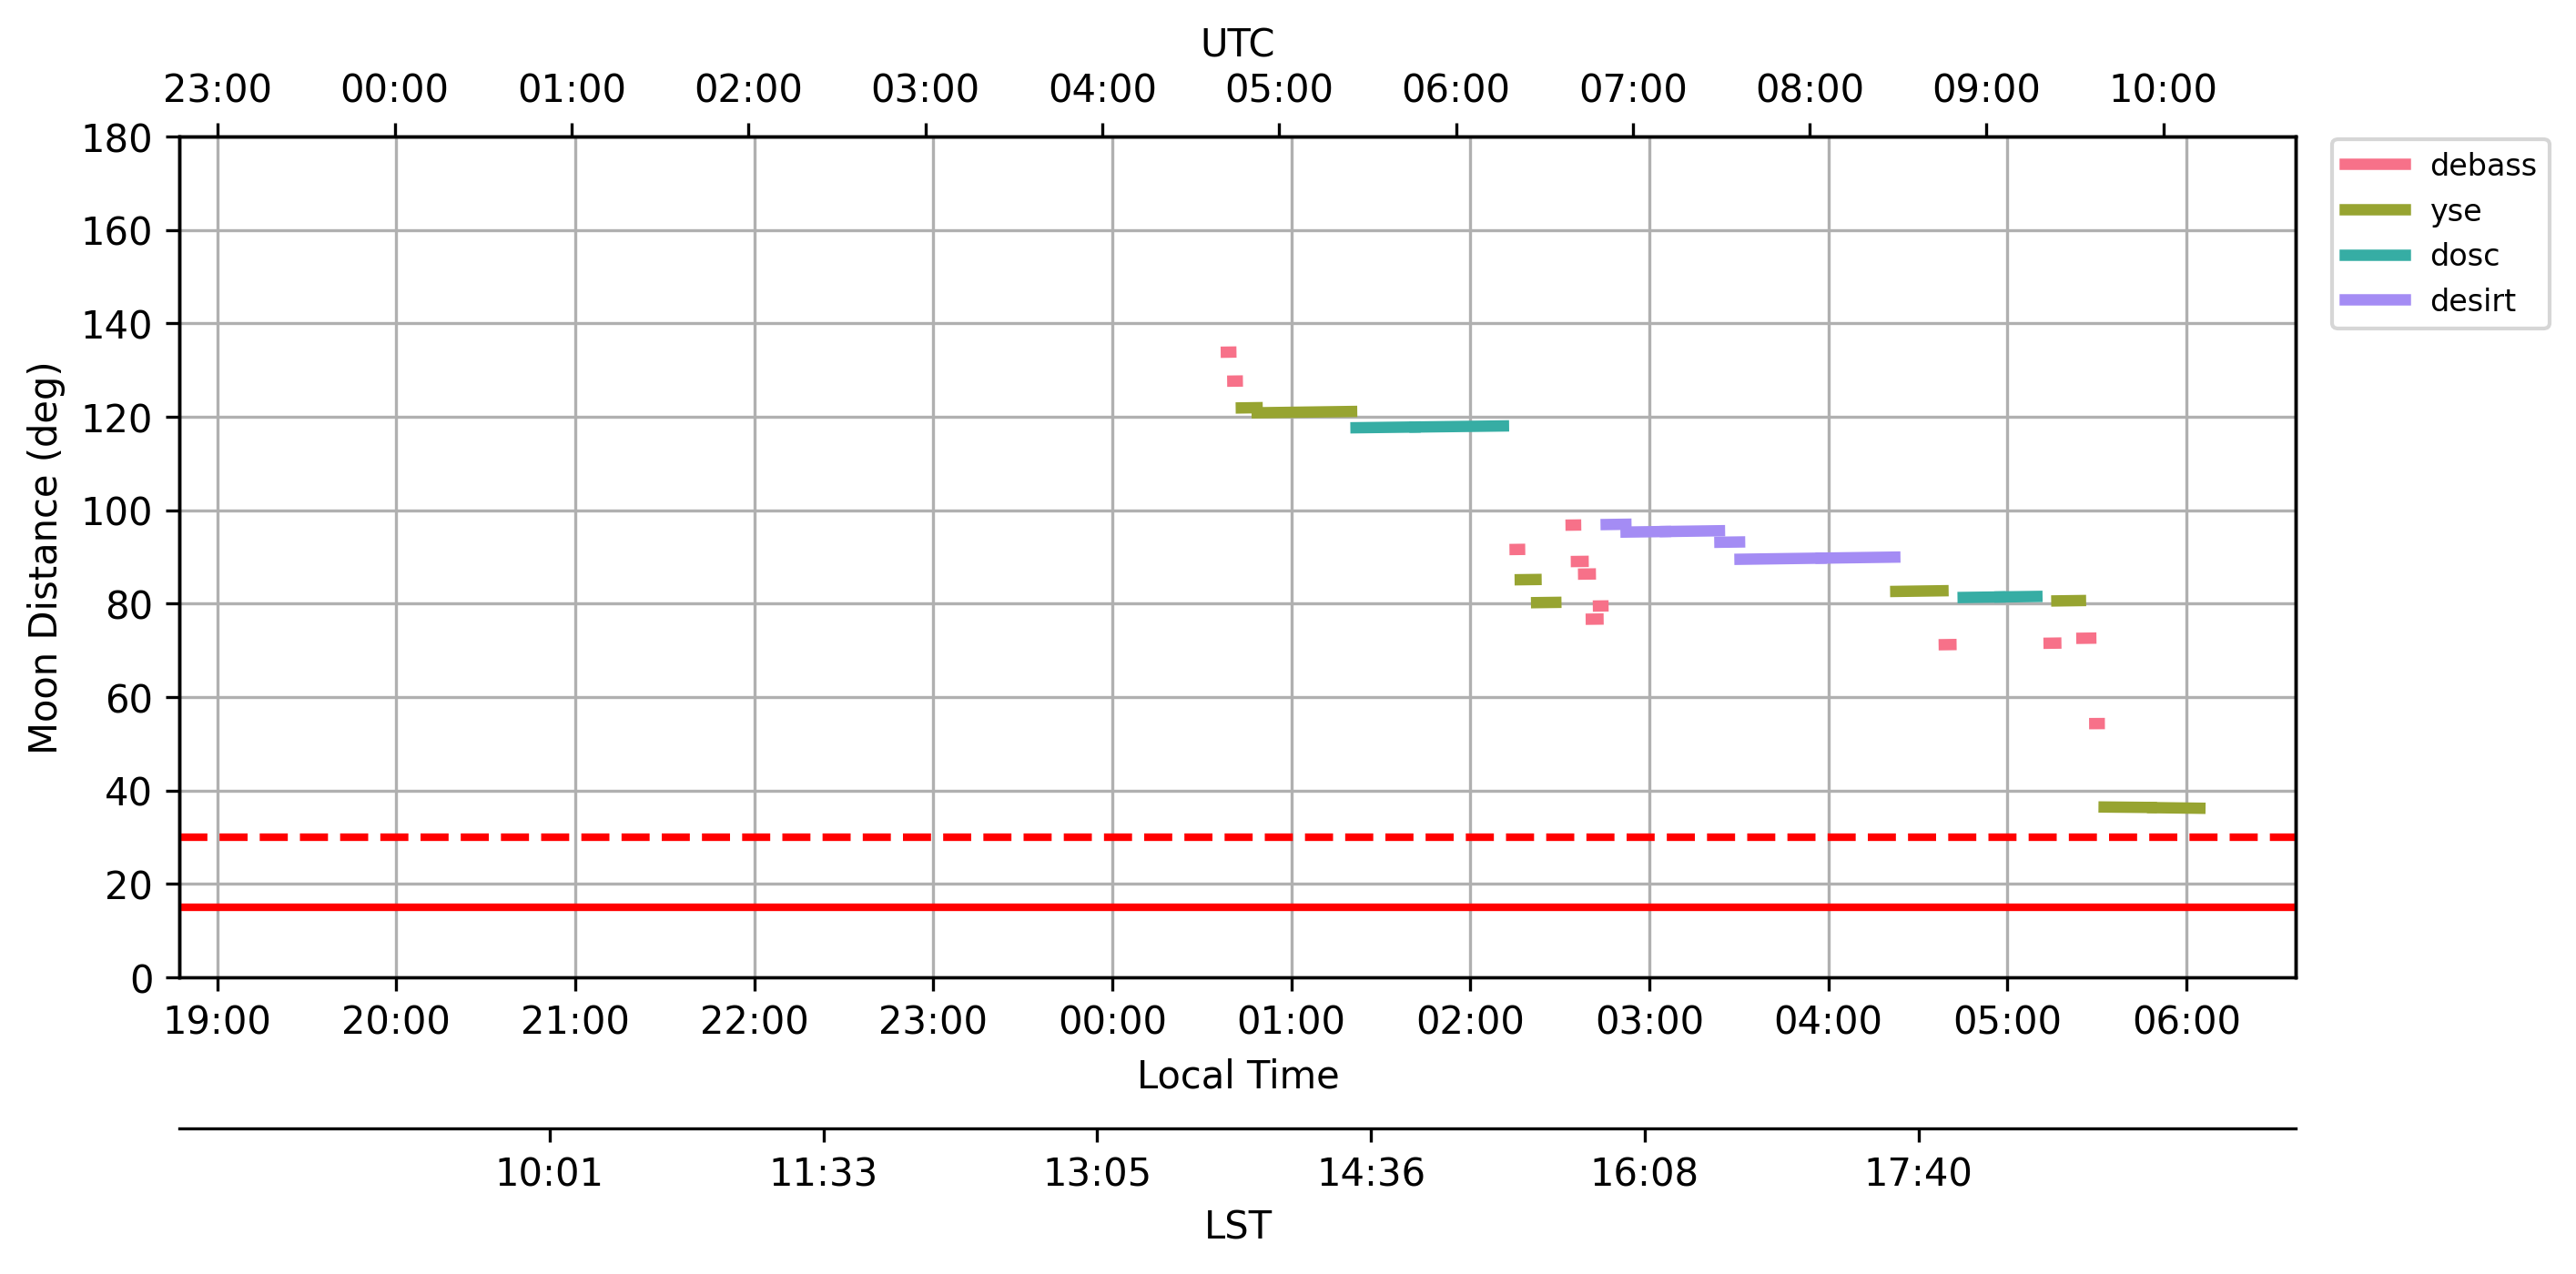 UTC
23:00 00:00 01:00 02:00 03:00 04:00 05:00 06:00 07:00 08:00 09:00 10:00
debass
yse
dosc
desirt
Moon Distance (deg)
180
160
140
120
100
80
60
40
20
0
19:00 20:00 21:00 22:00 23:00 00:00 01:00 02:00 03:00 04:00 05:00 06:00
Local Time
10:01 11:33 13:05 14:36 16:08 17:40
LST